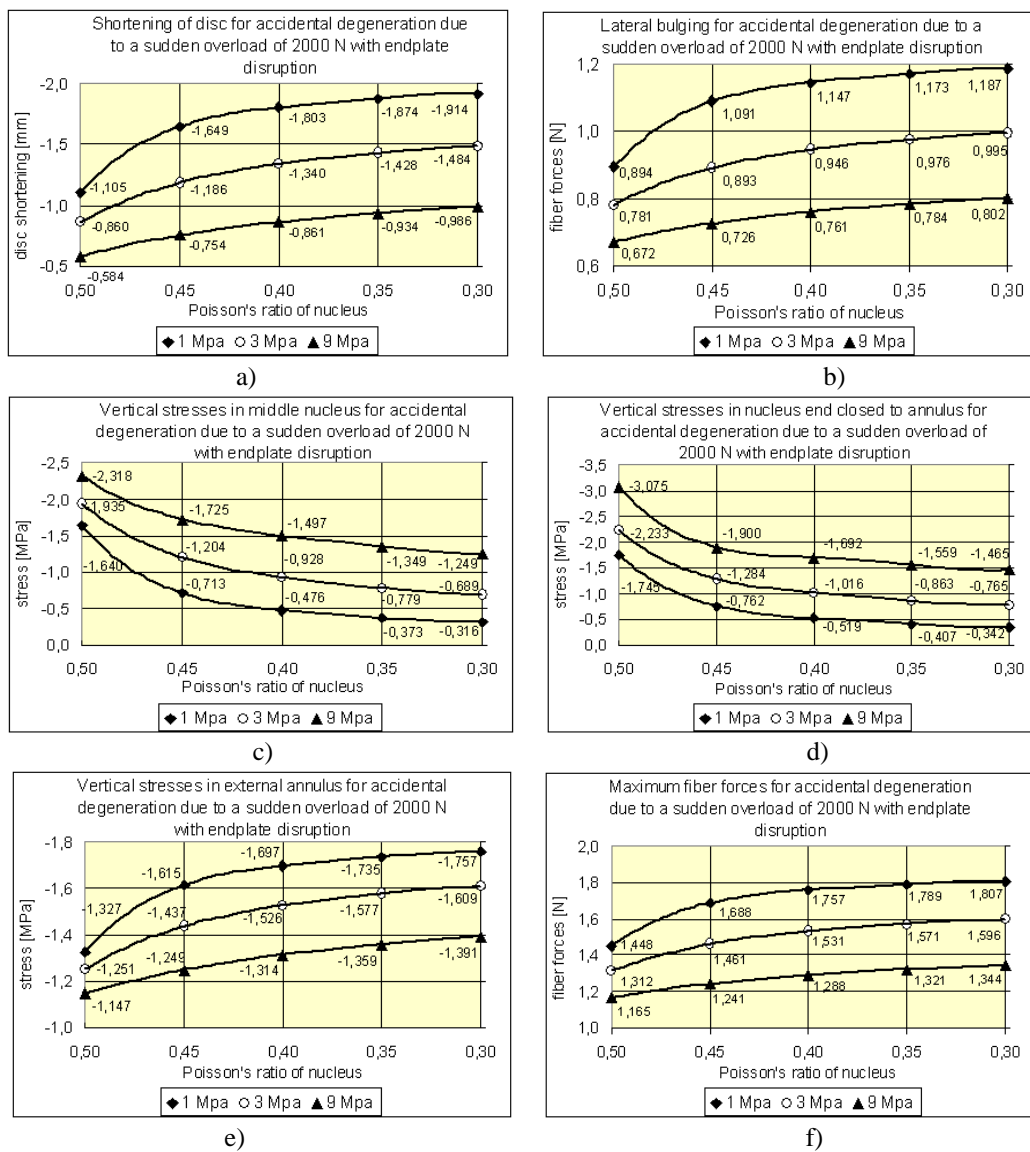 Shortening of disc for accidental degeneration due
to a sudden overload of 2000 N with endplate
disruption
disc shortening [mm]
-2,0
-1,5
-1,0
-0,5
-1,105
-1,649
-1,803
-1,874
-1,914
-0,860
-1,186
-1,340
-1,428
-1,484
-0,584
-0,754
-0,861
-0,934
-0,986
0,50 0,45 0,40 0,35 0,30
Poisson's ratio of nucleus
1 Mpa 3 Mpa 9 Mpa
a)
Lateral bulging for accidental degeneration due to a
sudden overload of 2000 N with endplate disruption
fiber forces [N]
1,2
1,0
0,8
0,6
0,894
1,091
1,147
1,173
1,187
0,781
0,893
0,946
0,976
0,995
0,672
0,726
0,761
0,784
0,802
0,50 0,45 0,40 0,35 0,30
Poisson's ratio of nucleus
1 Mpa 3 Mpa 9 Mpa
b)
Vertical stresses in middle nucleus for accidental
degeneration due to a sudden overload of 2000 N
with endplate disruption
stress [MPa]
-2,5
-2,0
-1,5
-1,0
-0,5
0,0
-2,318
-1,725
-1,497
-1,349
-1,249
-1,935
-1,204
-0,928
-0,779
-0,689
-1,640
-0,713
-0,476
-0,373
-0,316
0,50 0,45 0,40 0,35 0,30
Poisson's ratio of nucleus
1 Mpa 3 Mpa 9 Mpa
c)
Vertical stresses in nucleus end closed to annulus for
accidental degeneration due to a sudden overload of
2000 N with endplate disruption
stress [MPa]
-3,5
-3,0
-2,5
-2,0
-1,5
-1,0
-0,5
0,0
-3,075
-1,900
-1,692
-1,559
-1,465
-2,233
-1,284
-1,016
-0,863
-0,765
-1,745
-0,762
-0,519
-0,407
-0,342
0,50 0,45 0,40 0,35 0,30
Poisson's ratio of nucleus
1 Mpa 3 Mpa 9 Mpa
d)
Vertical stresses in external annulus for accidental
degeneration due to a sudden overload of 2000 N
with endplate disruption
stress [MPa]
-1,8
-1,6
-1,4
-1,2
-1,0
-1,327
-1,615
-1,697
-1,735
-1,757
-1,251
-1,437
-1,526
-1,577
-1,609
-1,147
-1,249
-1,314
-1,359
-1,391
0,50 0,45 0,40 0,35 0,30
Poisson's ratio of nucleus
1 Mpa 3 Mpa 9 Mpa
e)
Maximum fiber forces for accidental degeneration
due to a sudden overload of 2000 N with endplate
disruption
fiber forces [N]
2,0
1,8
1,6
1,4
1,2
1,0
1,448
1,688
1,757
1,789
1,807
1,312
1,461
1,531
1,571
1,596
1,165
1,241
1,288
1,321
1,344
0,50 0,45 0,40 0,35 0,30
Poisson's ratio of nucleus
1 Mpa 3 Mpa 9 Mpa
f)